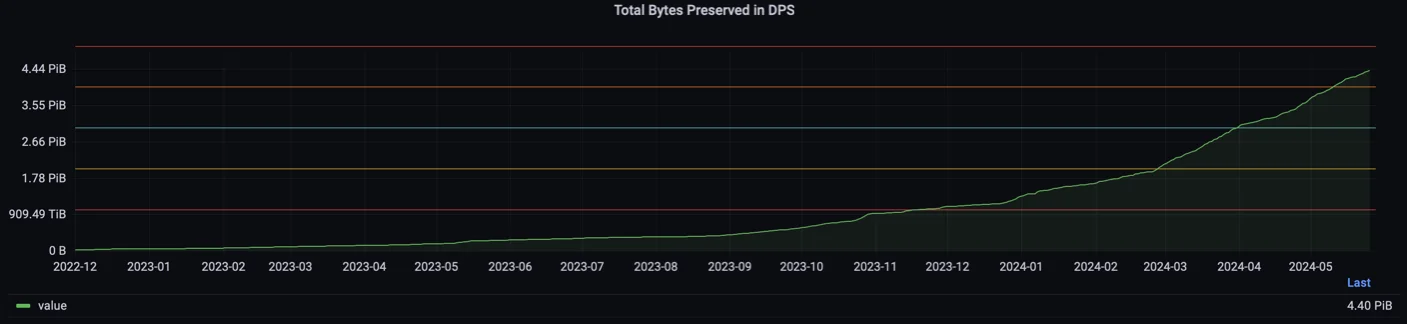 Total Bytes Preserved in DPS
4.44 PiB
3.55 PiB
2.66 PiB
1.78 PiB
909.49 TiB
0 B
2022-12 2023-01 2023-02 2023-03 2023-04 2023-05 2023-06 2023-07 2023-08 2023-09 2023-10 2023-11 2023-12 2024-01 2024-02 2024-03 2024-04 2024-05
Last
value 4.40 PiB